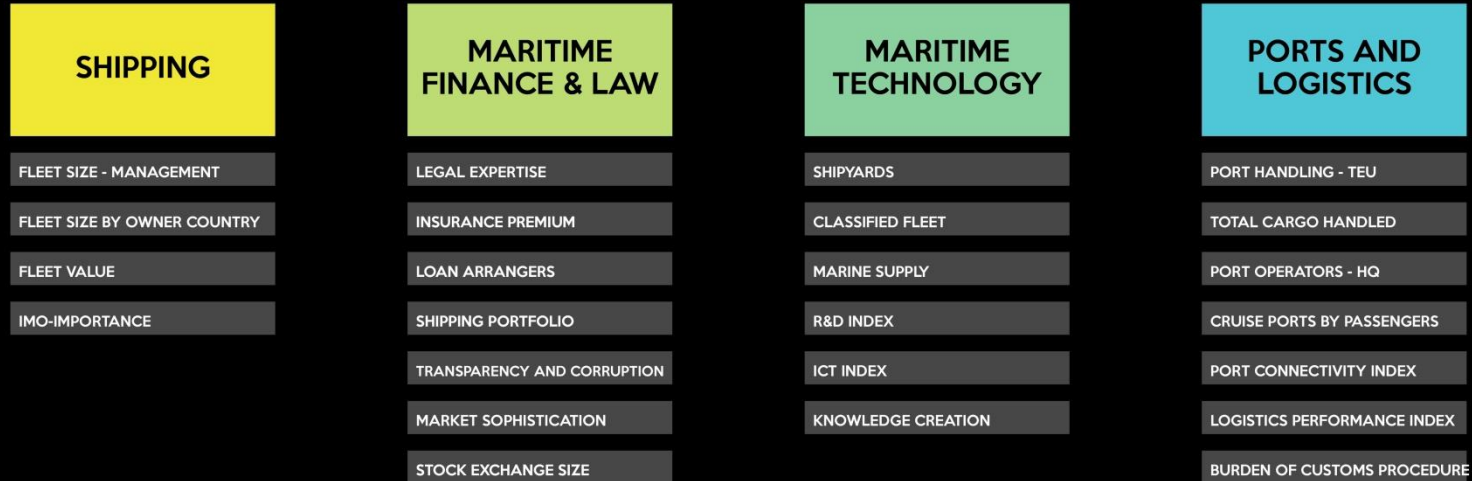 SHIPPING
FLEET SIZE - MANAGEMENT
FLEET SIZE BY OWNER COUNTRY
FLEET VALUE
IMO-IMPORTANCE
MARITIME
FINANCE & LAW
LEGAL EXPERTISE
INSURANCE PREMIUM
LOAN ARRANGERS
SHIPPING PORTFOLIO
TRANSPARENCY AND CORRUPTION
MARKET SOPHISTICATION
STOCK EXCHANGE SIZE
MARITIME
TECHNOLOGY
SHIPYARDS
CLASSIFIED FLEET
MARINE SUPPLY
R&D INDEX
ICT INDEX
KNOWLEDGE CREATION
PORTS AND
LOGISTICS
PORT HANDLING - TEU
TOTAL CARGO HANDLED
PORT OPERATORS - HQ
CRUISE PORTS BY PASSENGERS
PORT CONNECTIVITY INDEX
LOGISTICS PERFORMANCE INDEX
BURDEN OF CUSTOMS PROCEDURE